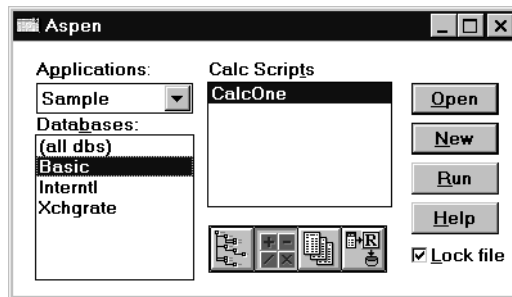 Aspen
Applications:
Sample
Databases:
(all dbs)
Basic
Interntl
Xchgrate
Calc Scripts
CalcOne
Open
New
Run
Help
Lock file
R